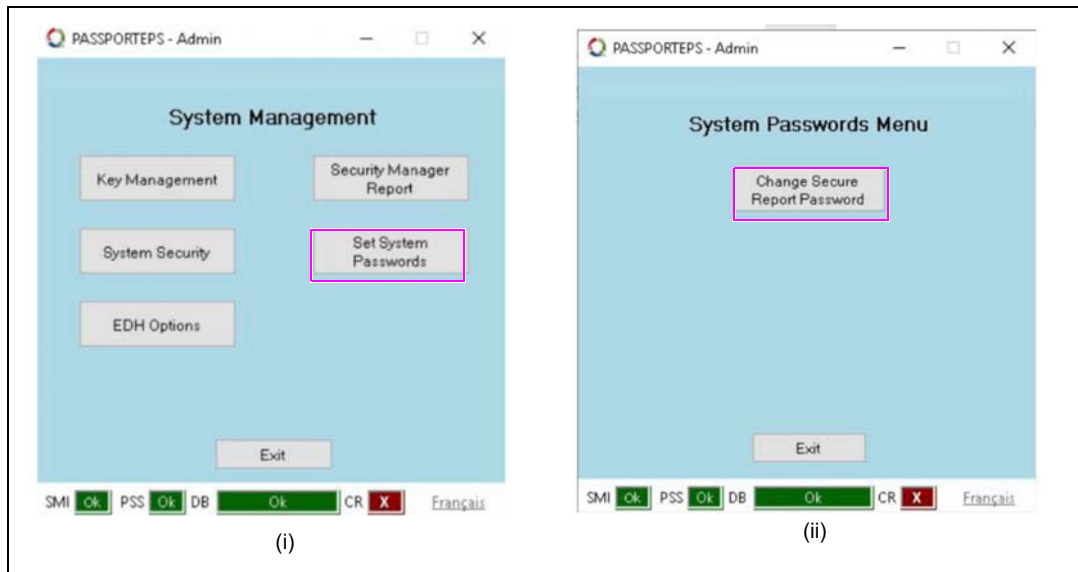 PASSPORTEPS - Admin
System Management
Key Management
Security Manager
Report
System Security
Set System
Passwords
EDH Options
Exit
SMI Ok PSS Ok DB Ok CR X Français
(i)
PASSPORTEPS - Admin
System Passwords Menu
Change Secure
Report Password
Exit
SMI Ok PSS Ok DB Ok CR X Français
(ii)